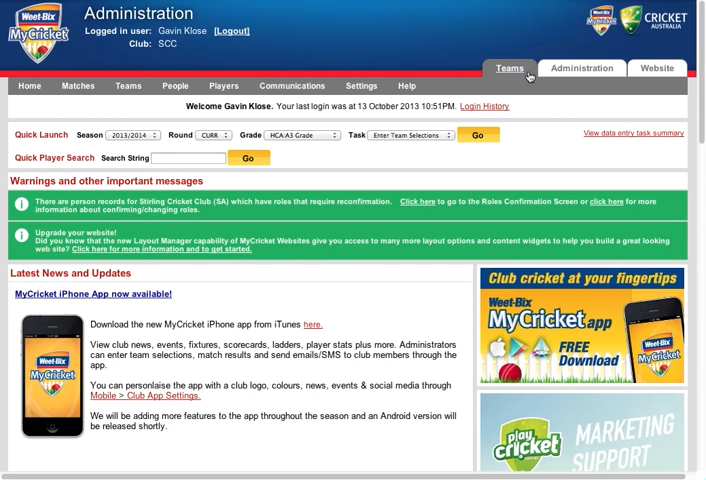 Weet-Bix
MyCricket
Administration
Logged in user: Gavin Klose [Logout]
Club: SCC
Weet-Bix
MyCricket
CRICKET
AUSTRALIA
Teams Administration Website
Home Matches Teams People Players Communications Settings Help
Welcome Gavin Klose. Your last login was at 13 October 2013 10:51PM. Login History
Quick Launch Season 2013/2014 Round CURR Grade HCA:A3 Grade Task Enter Team Selections Go
View data entry task summary
Quick Player Search Search String Go
Warnings and other important messages
There are person records for Stirling Cricket Club (SA) which have roles that require reconfirmation. Click here to go to the Roles Confirmation Screen or click here for more
information about confirming/changing roles.
Upgrade your website!
Did you know that the new Layout Manager capability of MyCricket Websites give you access to many more layout options and content widgets to help you build a great looking
web site? Click here for more information and to get started.
Latest News and Updates
MyCricket iPhone App now available!
Weet-Bix
MyCricket
Download the new MyCricket iPhone app from iTunes here.
View club news, events, fixtures, scorecards, ladders, player stats plus more. Administrators
can enter team selections, match results and send emails/SMS to club members through the
app.
You can personlaise the app with a club logo, colours, news, events & social media through
Mobile > Club App Settings.
We will be adding more features to the app throughout the season and an Android version will
be released shortly.
Club cricket at your fingertips
Weet-Bix
MyCricket app
FREE
Download
Weet-Bix
MyCricket
play
cricket
MARKETING
SUPPORT